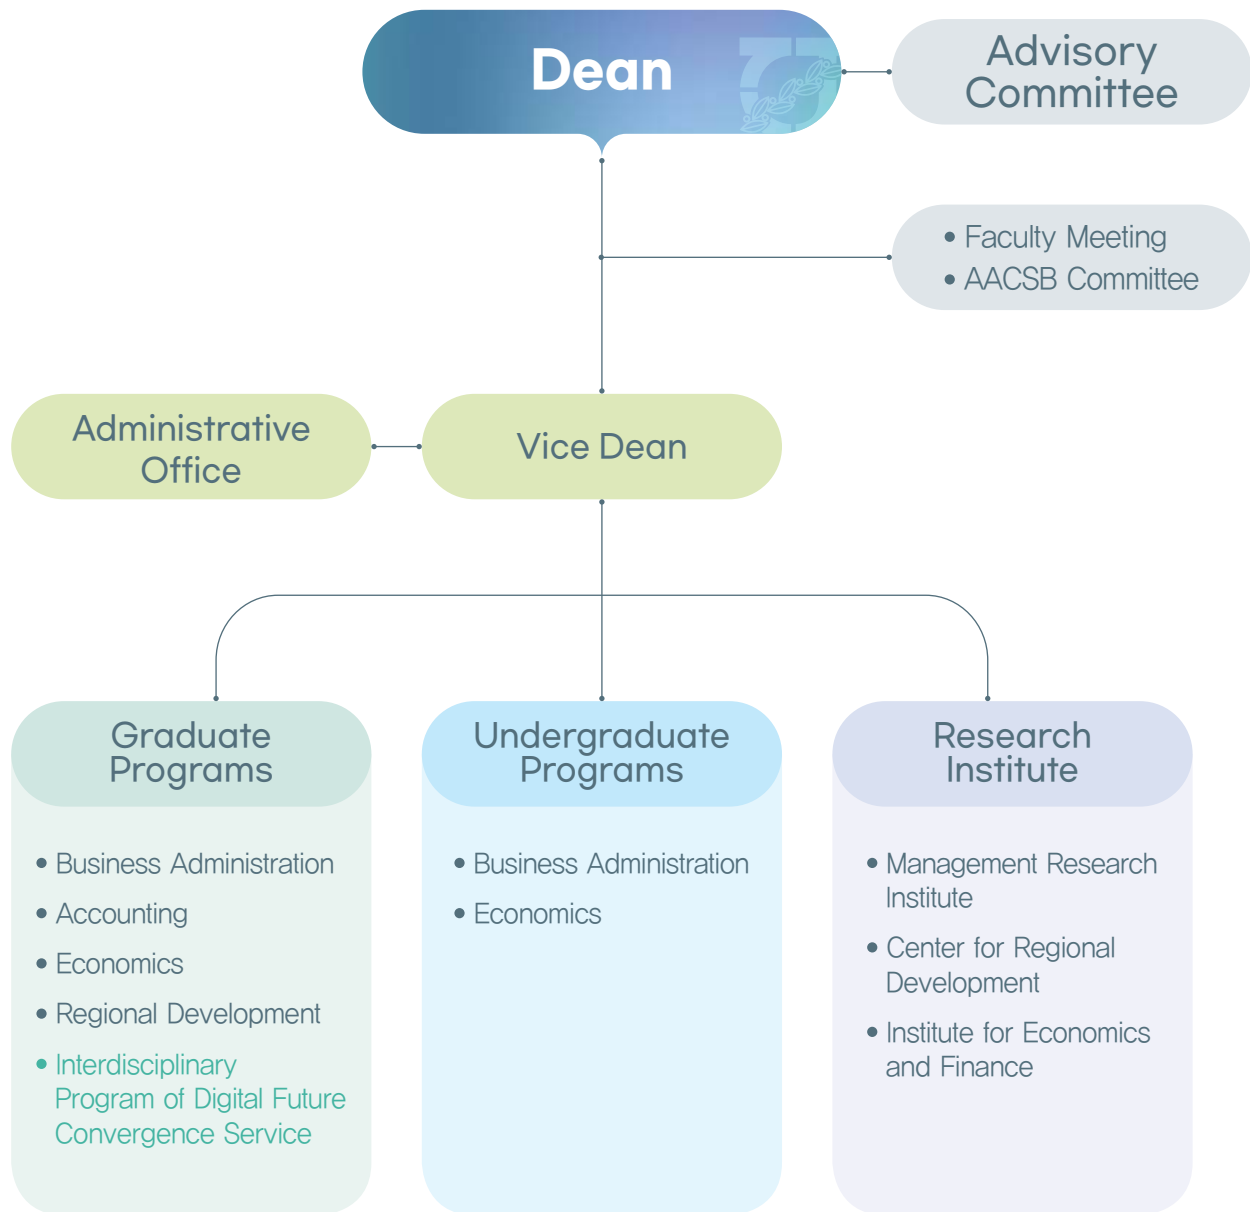 Dean
Advisory
Committee
• Faculty Meeting
• AACSB Committee
Administrative
Office
Vice Dean
Graduate
Programs
• Business Administration
• Accounting
• Economics
• Regional Development
• Interdisciplinary
Program of Digital Future
Convergence Service
Undergraduate
Programs
• Business Administration
• Economics
Research
Institute
• Management Research
Institute
• Center for Regional
Development
• Institute for Economics
and Finance